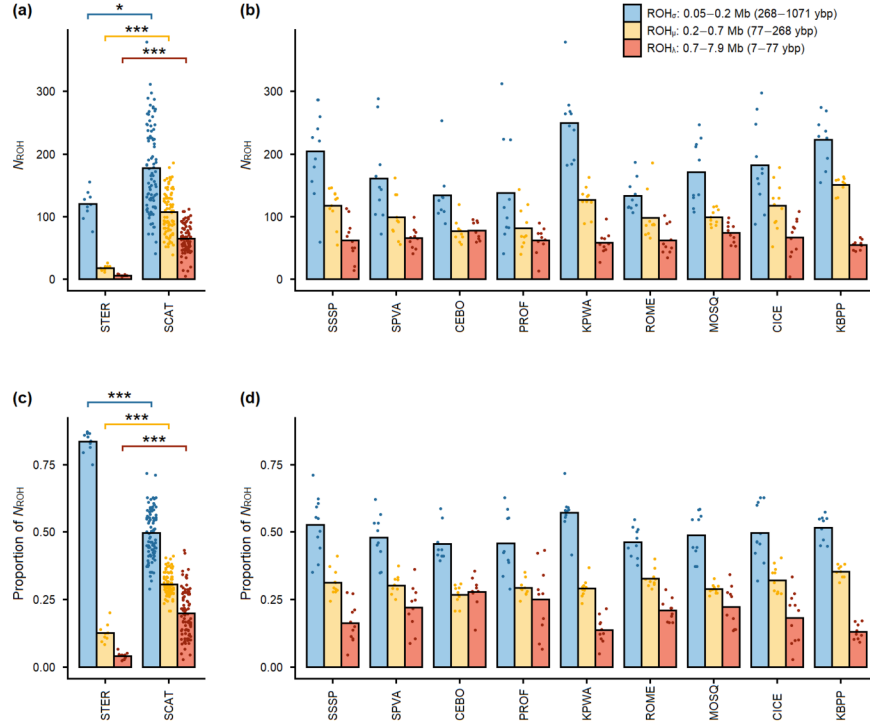 (a)
(b)
ROHσ: 0.05–0.2 Mb (268–1071 ybp)
ROHμ: 0.2–0.7 Mb (77–268 ybp)
ROHλ: 0.7–7.9 Mb (7–77 ybp)
*
***
***
NROH
300
200
100
0
STER
SCAT
NROH
300
200
100
0
SSSP
SPVA
CEBO
PROF
KPWA
ROME
MOSQ
CICE
KBPP
(c)
(d)
***
***
***
Proportion of NROH
0.75
0.50
0.25
0.00
STER
SCAT
Proportion of NROH
0.75
0.50
0.25
0.00
SSSP
SPVA
CEBO
PROF
KPWA
ROME
MOSQ
CICE
KBPP